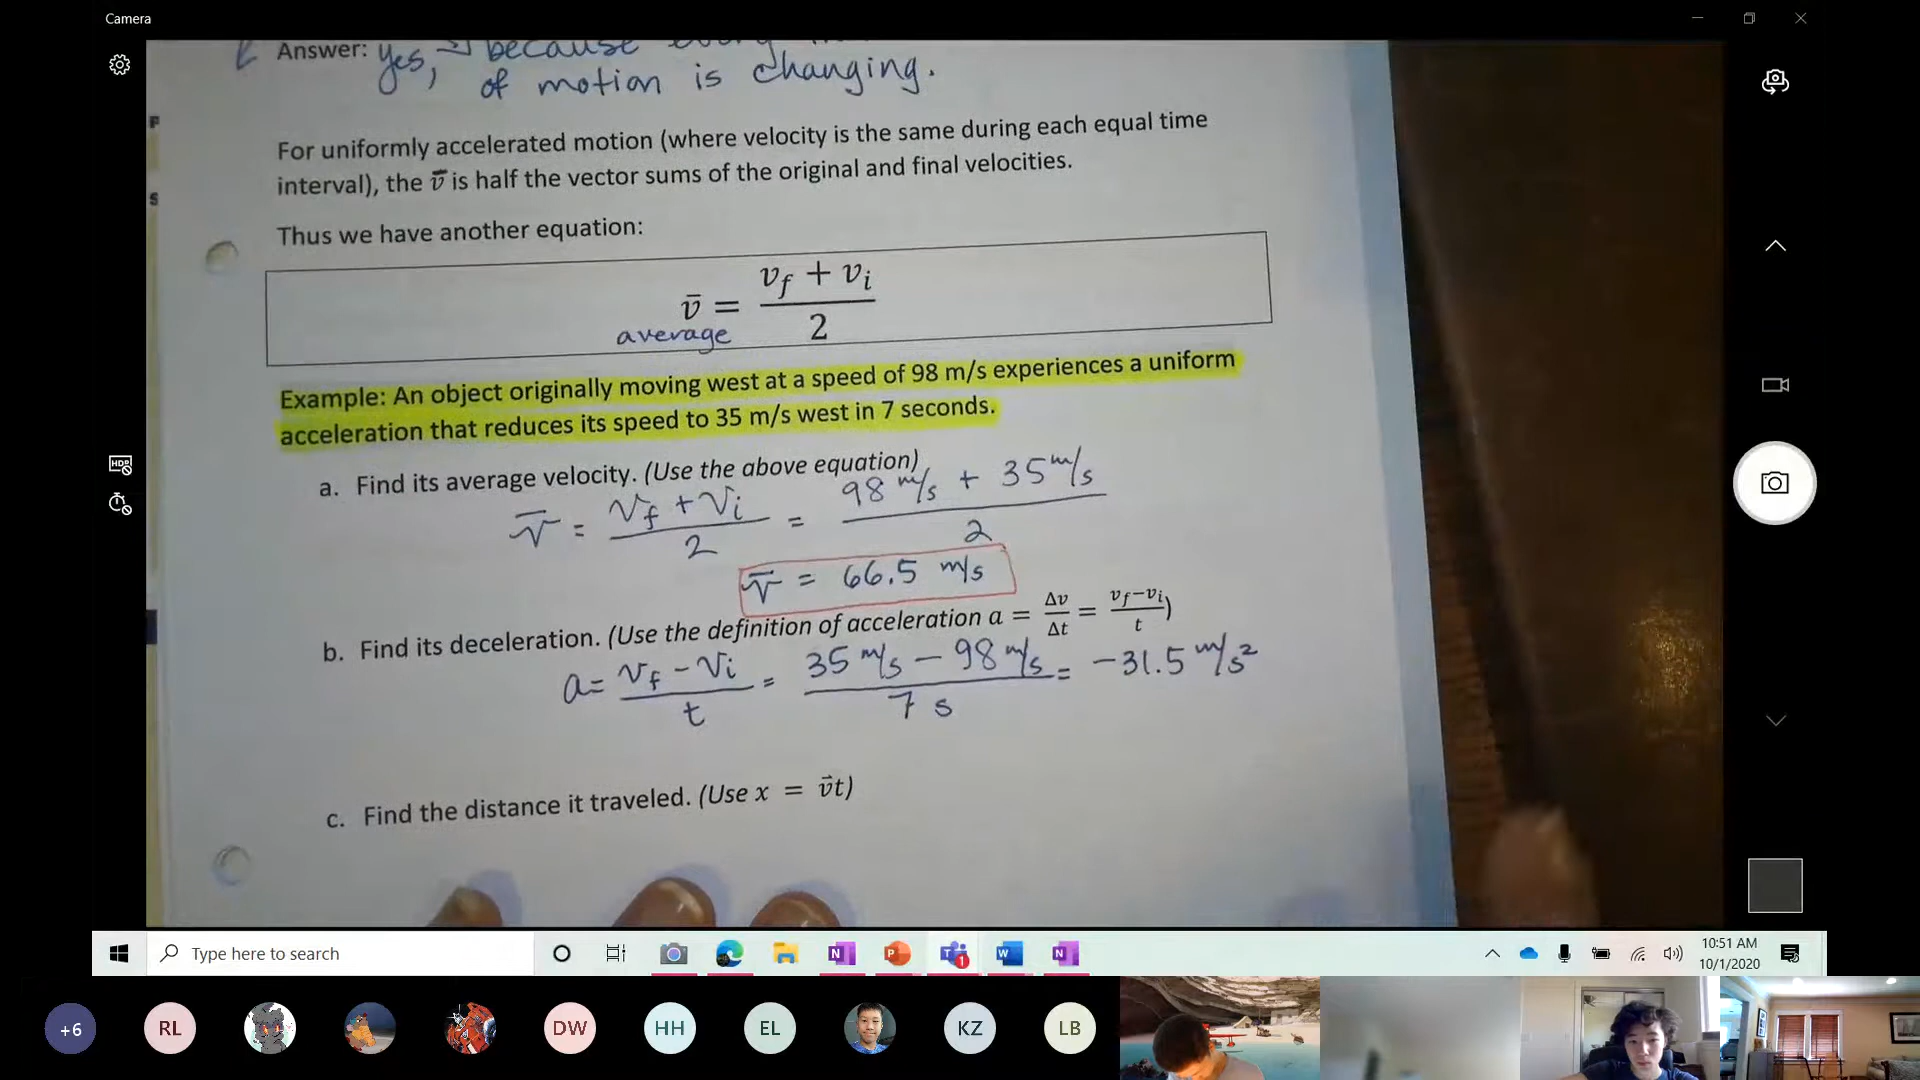 Camera
Answer: yes, → because
of motion is changing.
For uniformly accelerated motion (where velocity is the same during each equal time
interval), the v̄ is half the vector sums of the original and final velocities.
Thus we have another equation:
v̄ = (v_f + v_i)/2
average
Example: An object originally moving west at a speed of 98 m/s experiences a uniform
acceleration that reduces its speed to 35 m/s west in 7 seconds.
a. Find its average velocity. (Use the above equation)
v̄ = (v_f + v_i)/2 = (98 m/s + 35 m/s)/2
v̄ = 66.5 m/s
b. Find its deceleration. (Use the definition of acceleration a = Δv/Δt = (v_f−v_i)/t)
a = (v_f - v_i)/t = (35 m/s - 98 m/s)/7 s = -31.5 m/s²
c. Find the distance it traveled. (Use x = v̄t)
HDR
Type here to search
10:51 AM
10/1/2020
+6
RL
DW
HH
EL
KZ
LB